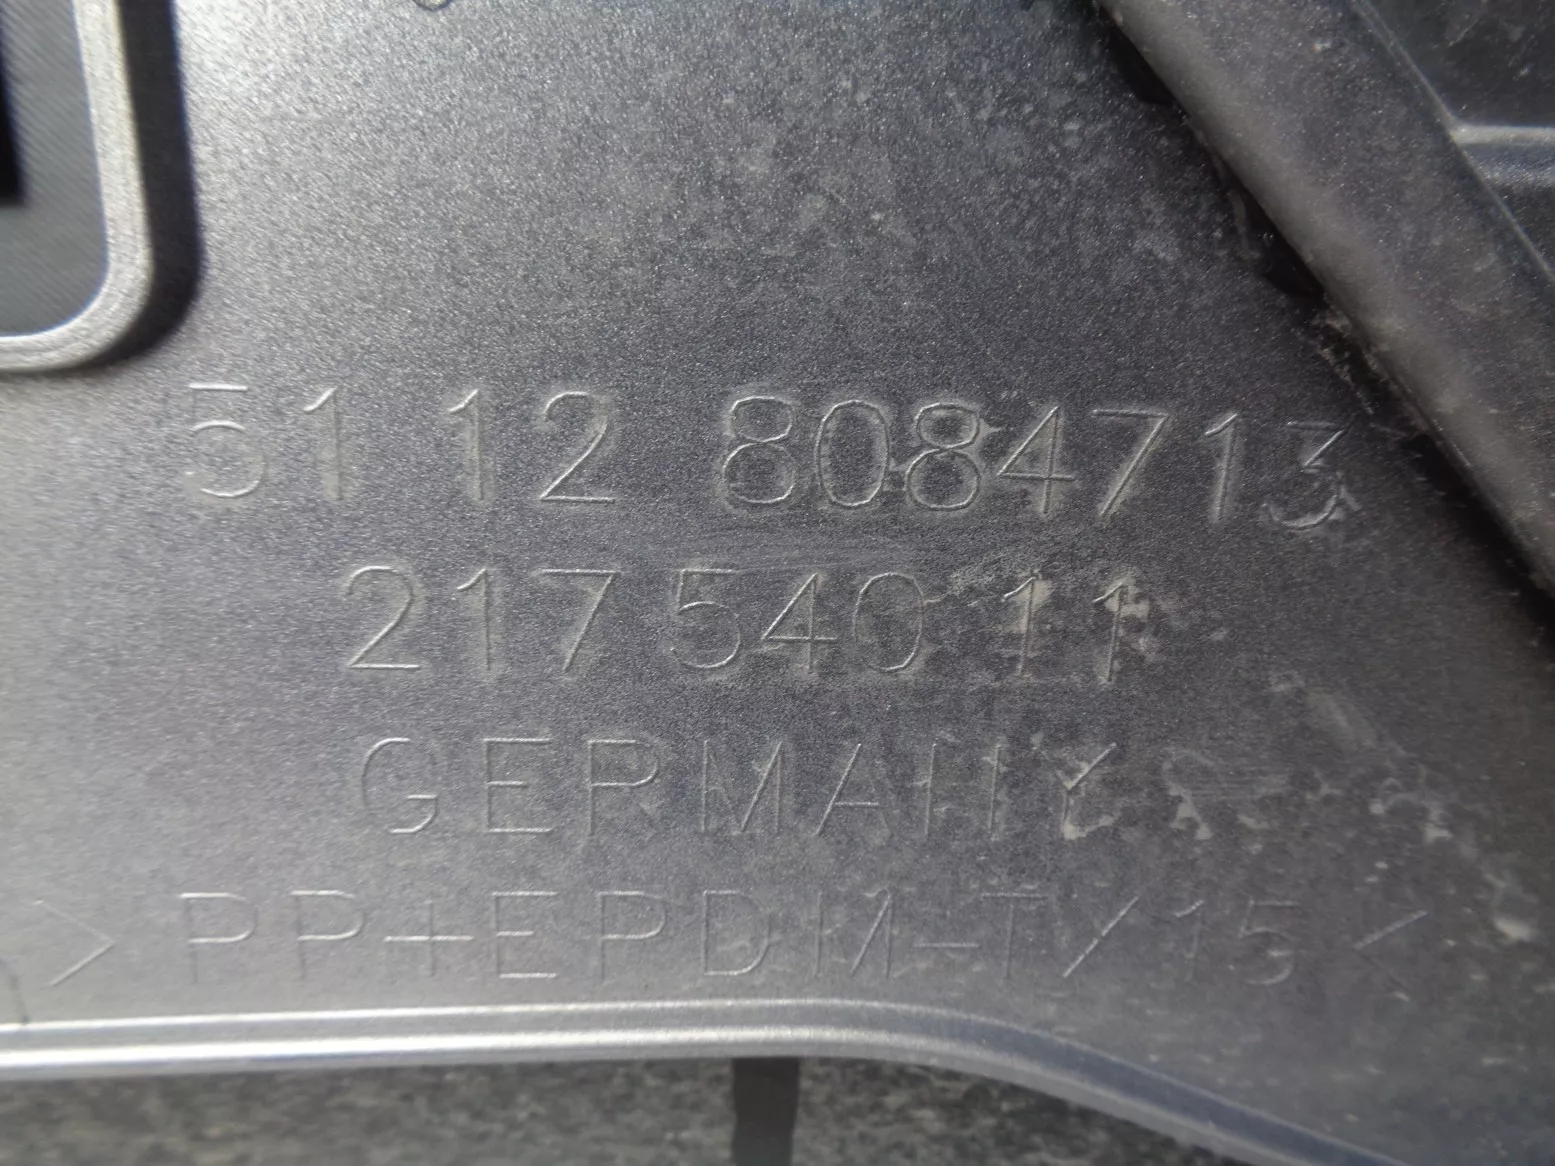 51 12 8084713
217 540 11
GERMANY
>PP+EPDM-T/15<